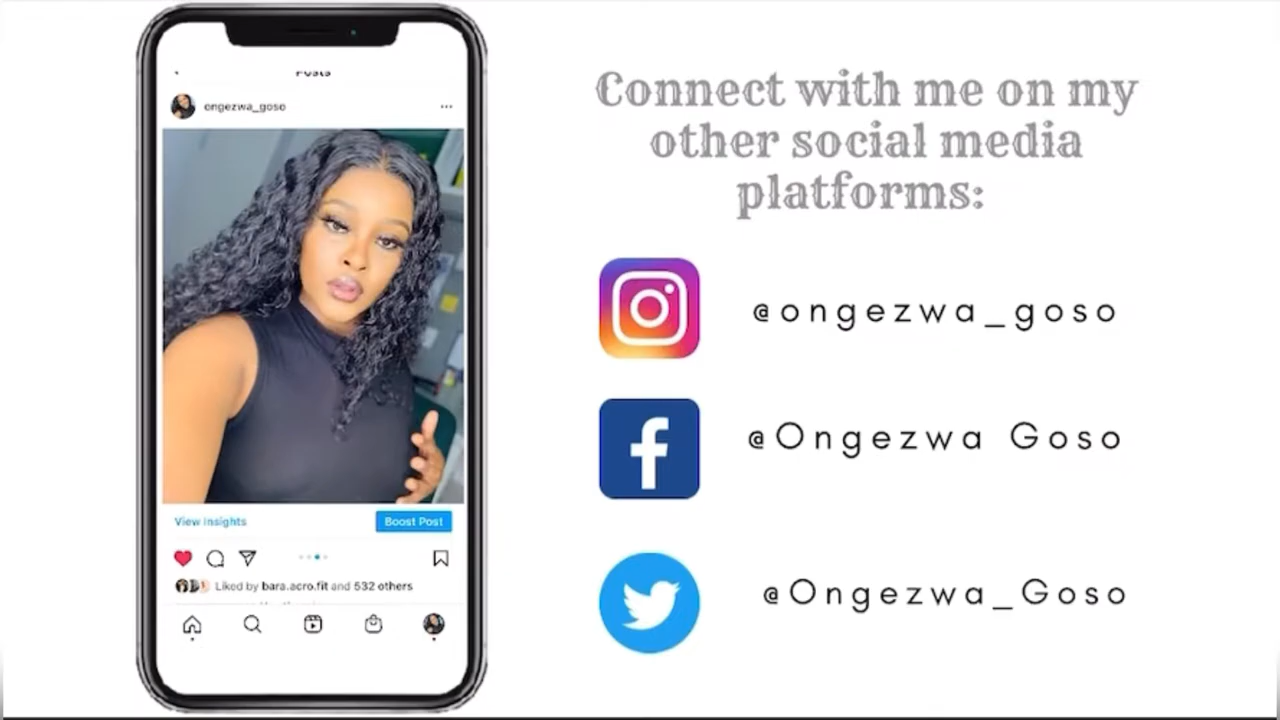 Posts
ongezwa_goso
View Insights
Boost Post
Liked by bara.acro.fit and 532 others
Connect with me on my
other social media
platforms:
@ongezwa_goso
@Ongezwa Goso
@Ongezwa_Goso